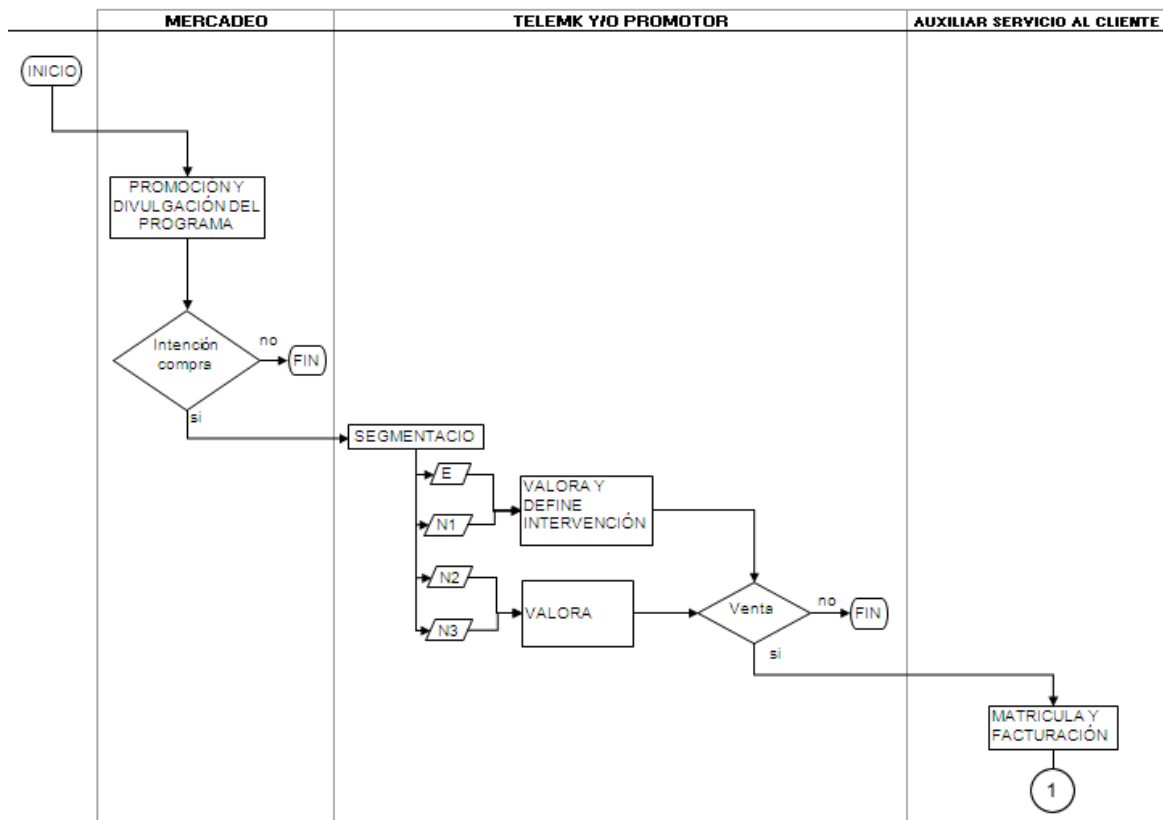 MERCADEO
TELEMK Y/O PROMOTOR
AUXILIAR SERVICIO AL CLIENTE
INICIO
PROMOCIÓN Y
DIVULGACIÓN DEL
PROGRAMA
Intención
compra
no
FIN
si
SEGMENTACIO
E
N1
VALORA Y
DEFINE
INTERVENCIÓN
N2
N3
VALORA
Venta
no
FIN
si
MATRICULA Y
FACTURACIÓN
1